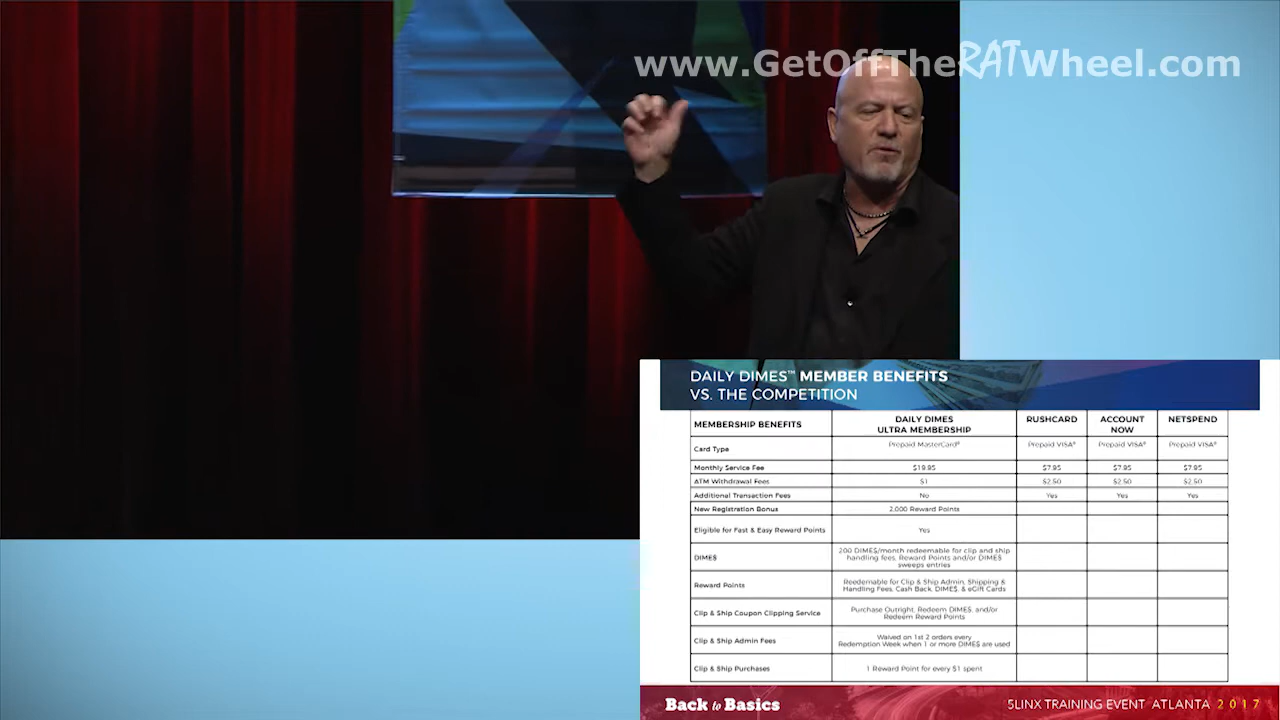 www.GetOffTheRATWheel.com
DAILY DIMES™ MEMBER BENEFITS
VS. THE COMPETITION
MEMBERSHIP BENEFITS DAILY DIMES ULTRA MEMBERSHIP RUSHCARD ACCOUNT NOW NETSPEND
Card Type Prepaid MasterCard® Prepaid VISA® Prepaid VISA® Prepaid VISA®
Monthly Service Fee $19.95 $7.95 $7.95 $7.95
ATM Withdrawal Fees $1 $2.50 $2.50 $2.50
Additional Transaction Fees No Yes Yes Yes
New Registration Bonus 2,000 Reward Points
Eligible for Fast & Easy Reward Points Yes
DIME$ 200 DIME$/month redeemable for clip and ship
handling fees, Reward Points and/or DIME$
sweeps entries
Reward Points Reedemable for Clip & Ship Admin, Shipping &
Handling Fees, Cash Back, DIME$, & eGift Cards
Clip & Ship Coupon Clipping Service Purchase Outright, Redeem DIME$, and/or
Redeem Reward Points
Clip & Ship Admin Fees Waived on 1st 2 orders every
Redemption Week when 1 or more DIME$ are used
Clip & Ship Purchases 1 Reward Point for every $1 spent
Back to Basics
5LINX TRAINING EVENT ATLANTA 2017